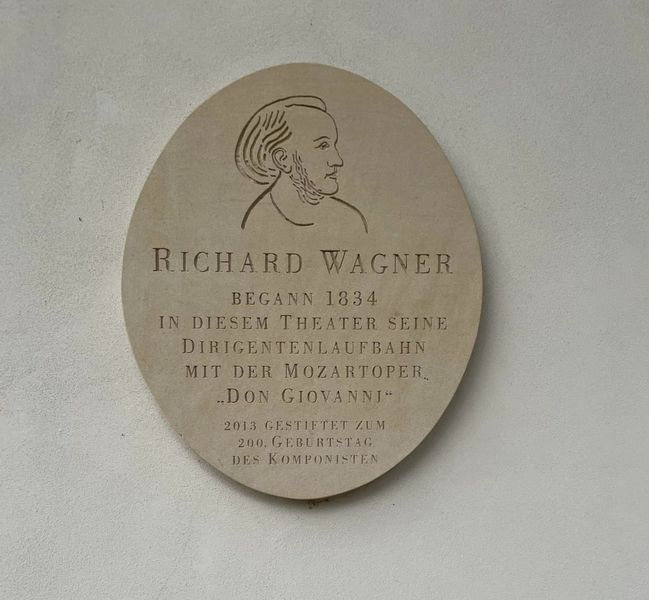 RICHARD WAGNER
BEGANN 1834
IN DIESEM THEATER SEINE
DIRIGENTENLAUFBAHN
MIT DER MOZARTOPER
„DON GIOVANNI“
2013 GESTIFTET ZUM
200. GEBURTSTAG
DES KOMPONISTEN